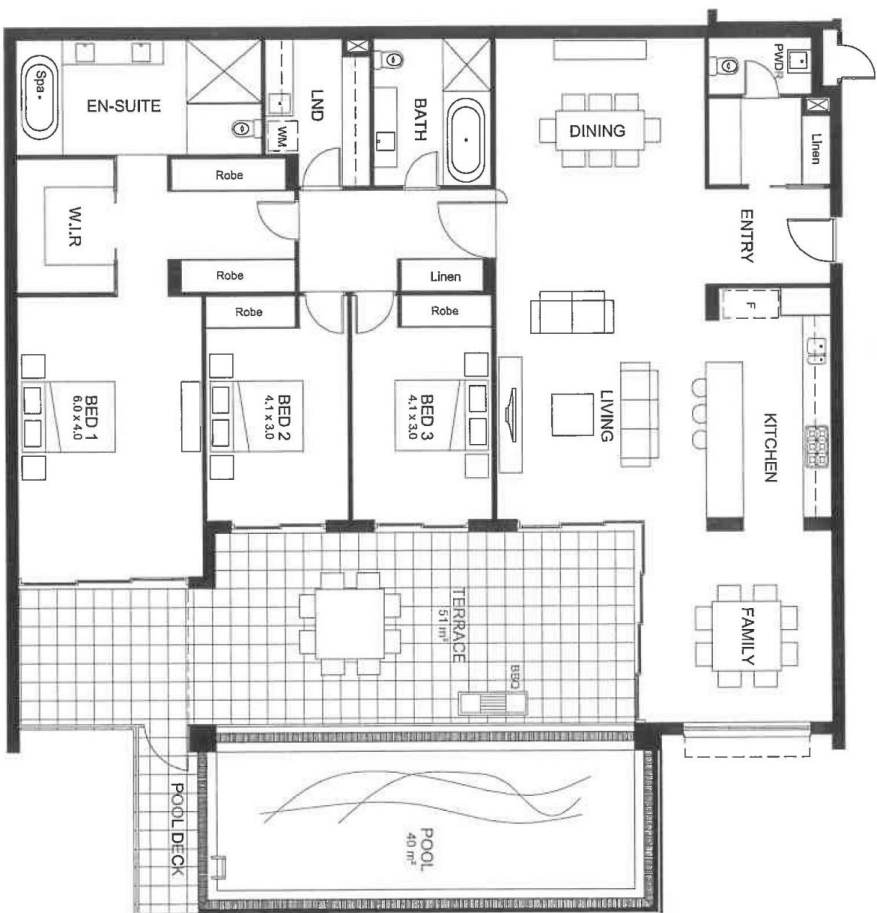 PWDR
Linen
Spa
EN-SUITE
LND
WM
BATH
DINING
Robe
W.I.R
ENTRY
Robe
Linen
F
Robe
Robe
KITCHEN
LIVING
BED 1
6.0 x 4.0
BED 2
4.1 x 3.0
BED 3
4.1 x 3.0
TERRACE
51 m²
FAMILY
BBQ
POOL DECK
POOL
40 m²